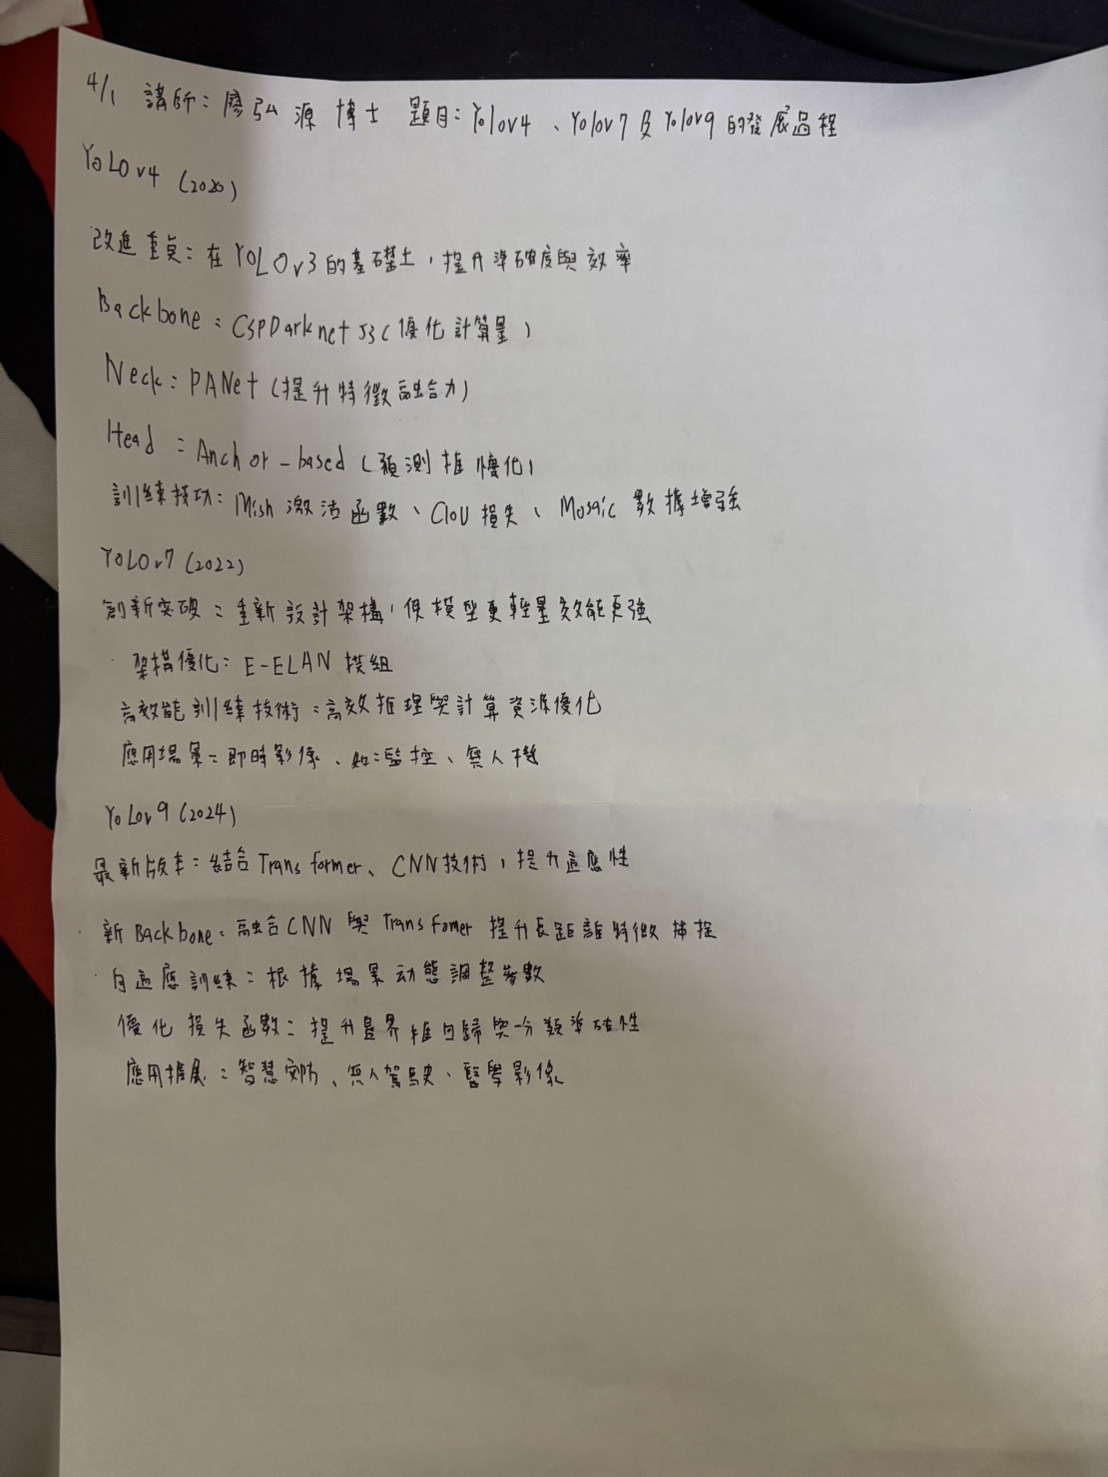 4/1 講師：廖弘源 博士 題目：Yolov4、Yolov7及Yolov9的發展過程
YOLOv4 (2020)
改進重點：在YOLOv3的基礎上，提升準確度與效率
Backbone：CSPDarknet53(優化計算量)
Neck：PANet(提升特徵融合力)
Head：Anchor-based(預測框優化)
訓練技巧：Mish激活函數、CIoU損失、Mosaic數據增強
YOLOv7(2022)
創新突破：重新設計架構，使模型更輕量效能更強
· 架構優化：E-ELAN模組
高效能訓練技術：高效推理與計算資源優化
應用場景：即時影像、如：監控、無人機
YOLOv9(2024)
最新版本：結合Transformer、CNN技術，提升適應性
· 新Backbone：融合CNN與Transfomer提升長距離特徵捕捉
· 自適應訓練：根據場景动態調整參數
優化損失函數：提升邊界框回歸與分類準確性
應用拓展：智慧安防、無人駕駛、醫學影像